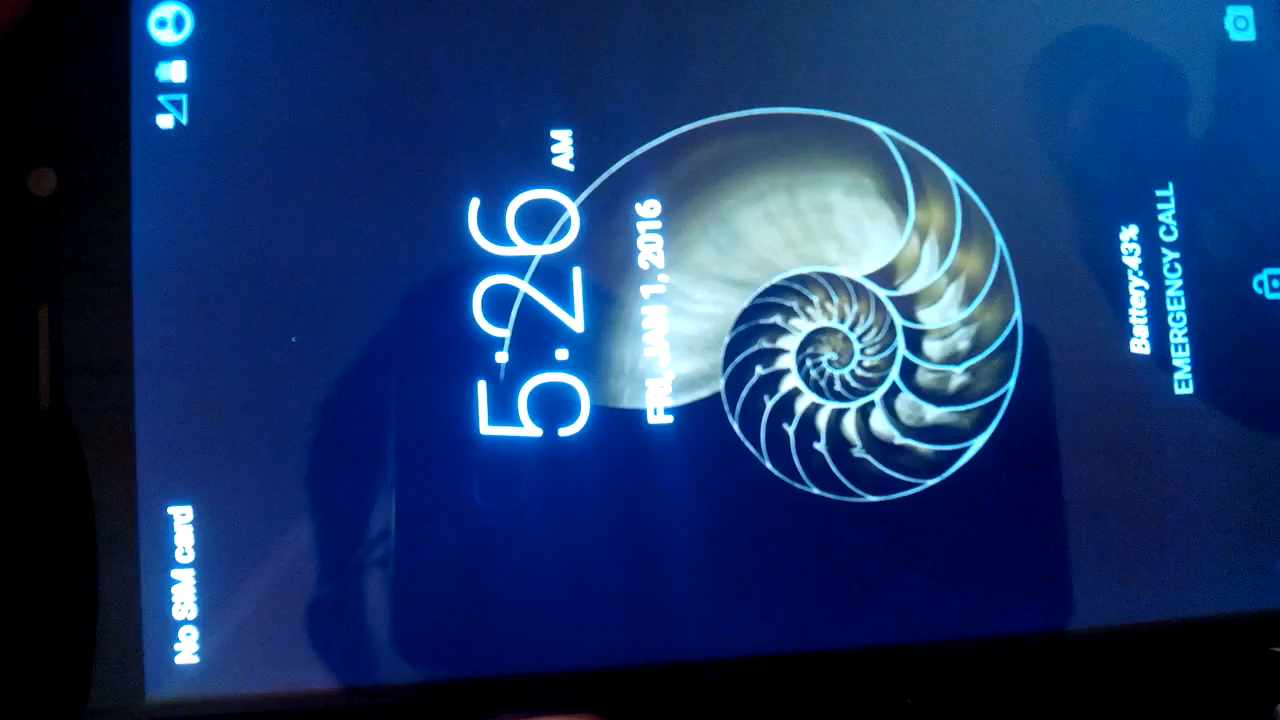 No SIM card
5:26 AM
FRI, JAN 1, 2016
Battery:43%
EMERGENCY CALL